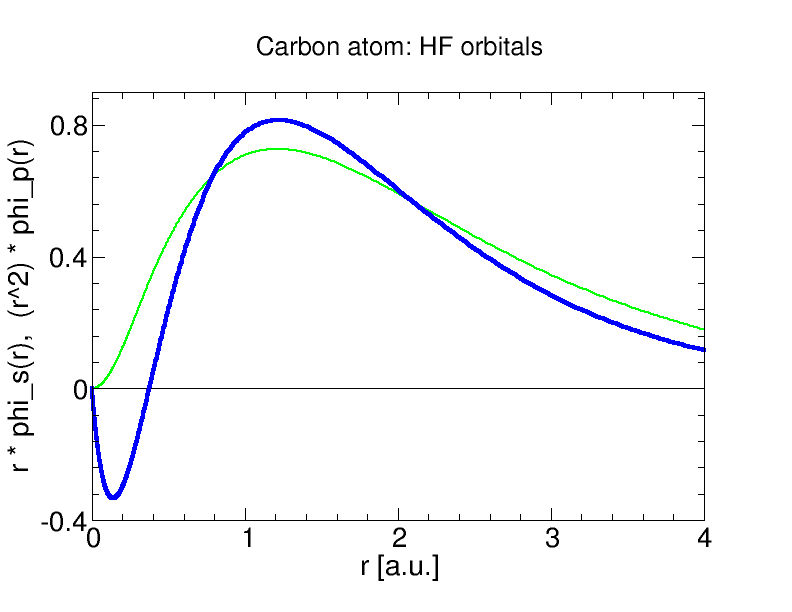 Carbon atom: HF orbitals
r * phi_s(r),  (r^2) * phi_p(r)
0.8
0.4
0
-0.4
0 1 2 3 4
r [a.u.]